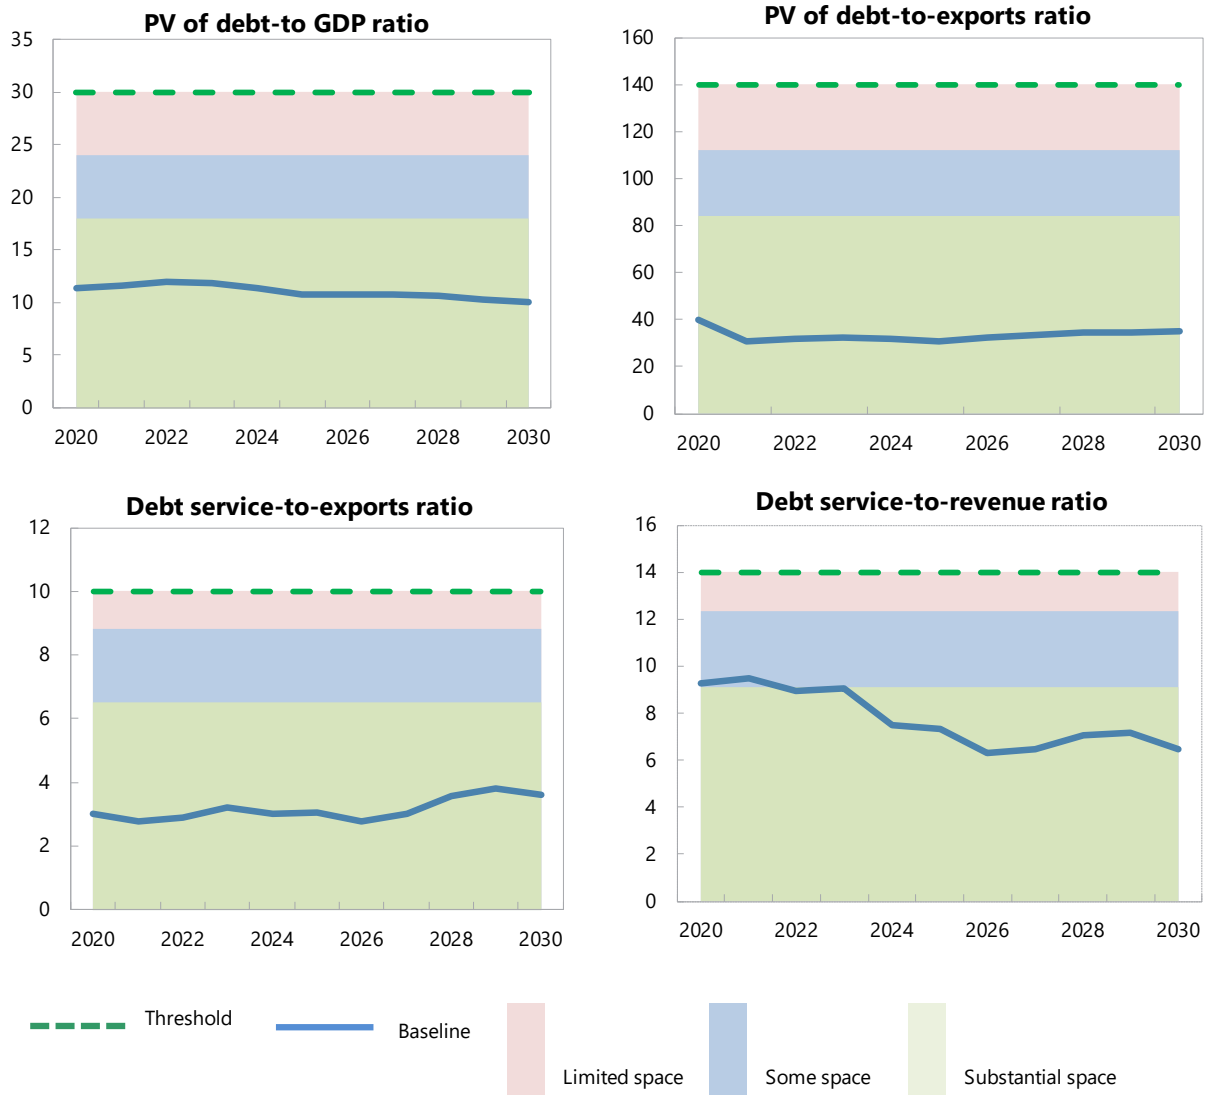 PV of debt-to GDP ratio
35
30
25
20
15
10
5
0
2020 2022 2024 2026 2028 2030
PV of debt-to-exports ratio
160
140
120
100
80
60
40
20
0
2020 2022 2024 2026 2028 2030
Debt service-to-exports ratio
12
10
8
6
4
2
0
2020 2022 2024 2026 2028 2030
Debt service-to-revenue ratio
16
14
12
10
8
6
4
2
0
2020 2022 2024 2026 2028 2030
Threshold
Baseline
Limited space
Some space
Substantial space